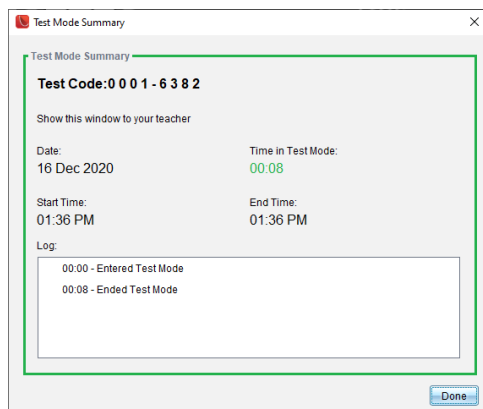 Test Mode Summary
Test Mode Summary
Test Code:0 0 0 1 - 6 3 8 2
Show this window to your teacher
Date:
16 Dec 2020
Time in Test Mode:
00:08
Start Time:
01:36 PM
End Time:
01:36 PM
Log:
00:00 - Entered Test Mode
00:08 - Ended Test Mode
Done